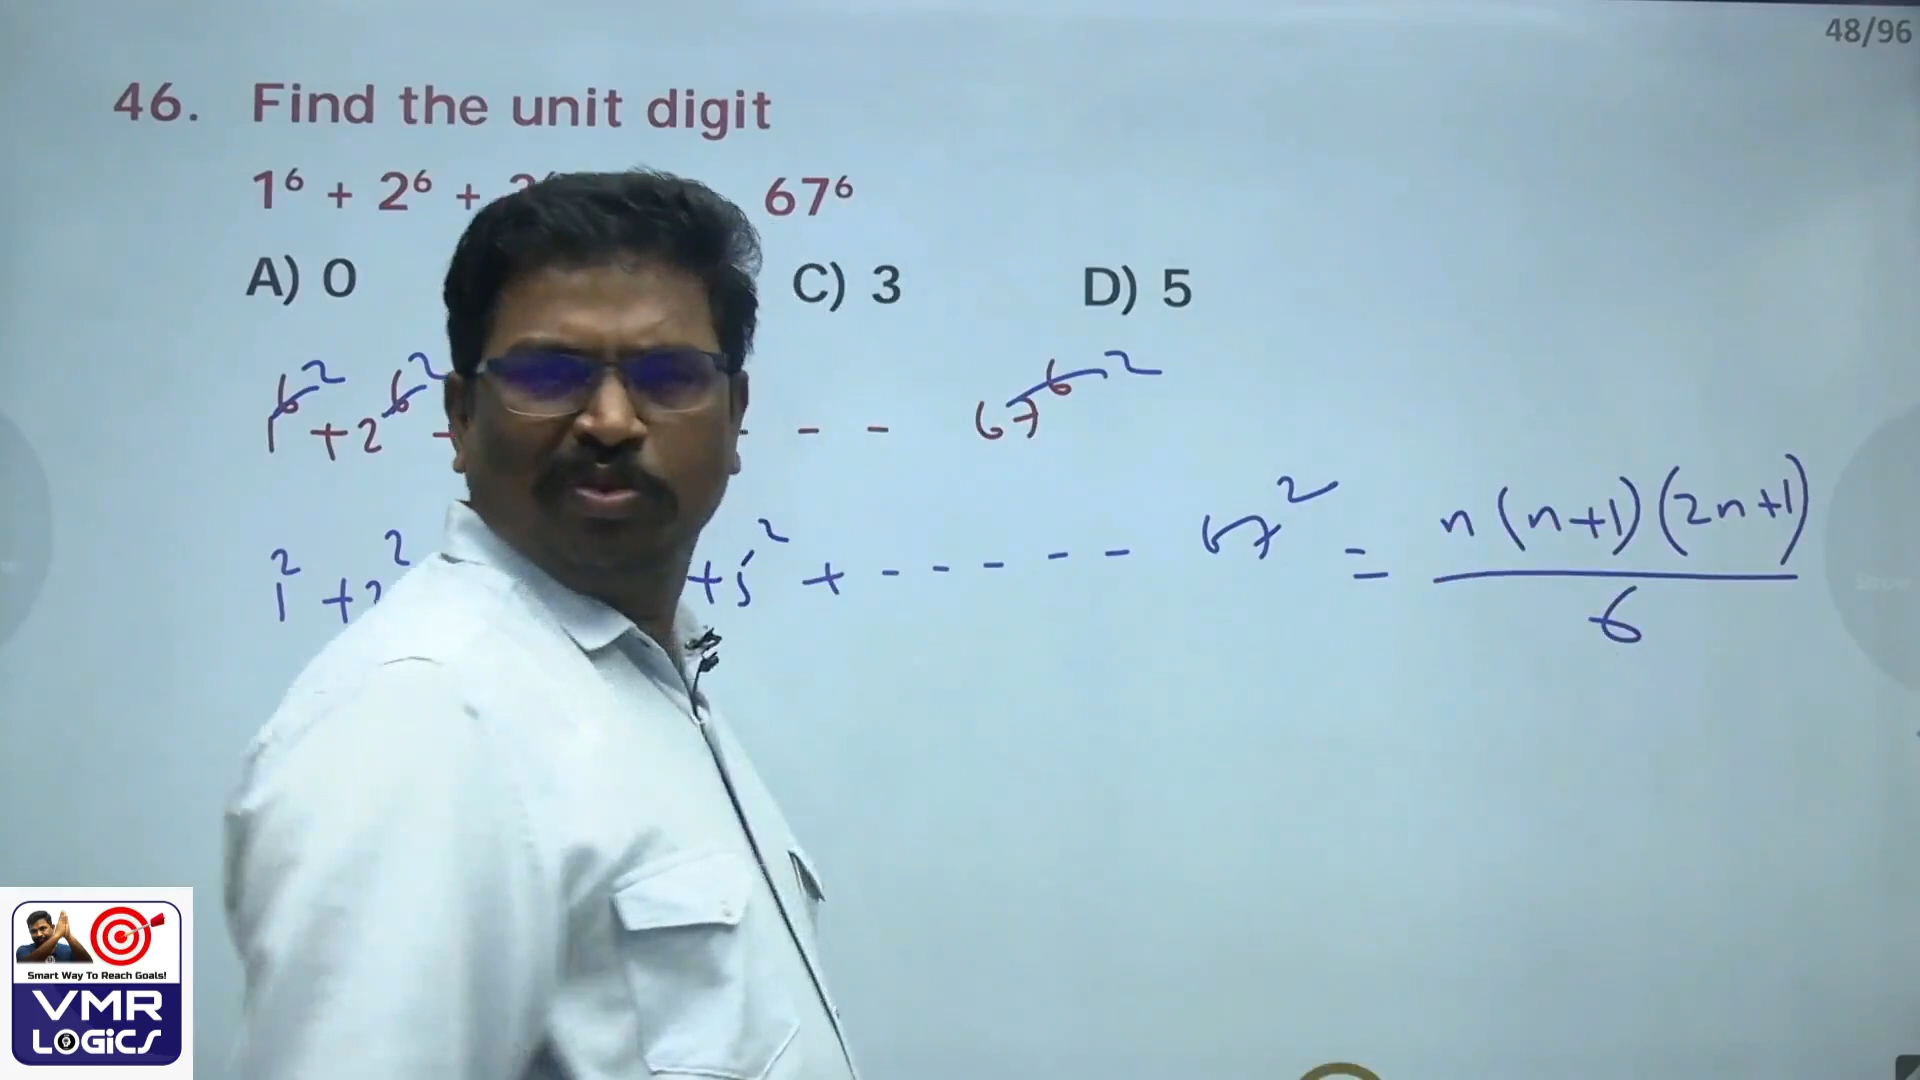 48/96
46. Find the unit digit
1⁶ + 2⁶ + 67⁶
A) 0 C) 3 D) 5
1⁶ ² + 2⁶ ² - - - 67⁶ ²
1² + 2² + 5² + - - - - - - 67² = n(n+1)(2n+1)
6
Smart Way To Reach Goals!
VMR
LOGICS